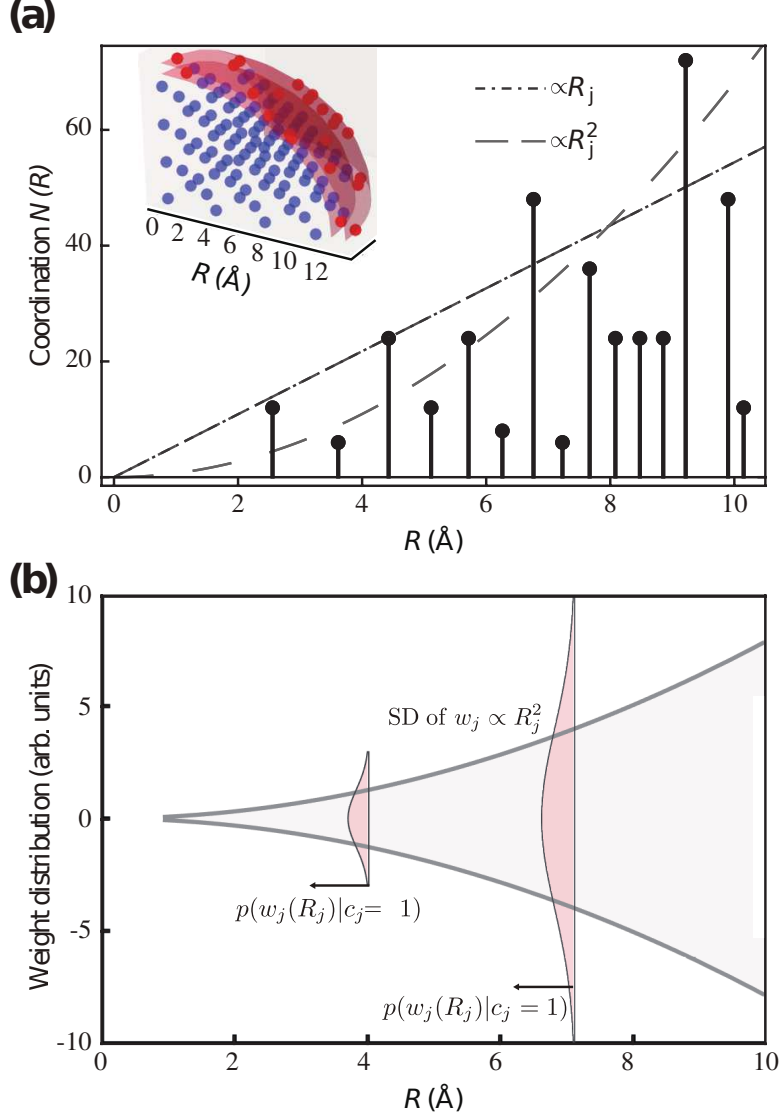 (a)
∝R_j
∝R_j^2
60
40
20
0
Coordination N (R)
0 2 4 6 8 10 12
R (Å)
0 2 4 6 8 10
R (Å)
(b)
10
5
0
-5
-10
Weight distribution (arb. units)
SD of w_j ∝ R_j^2
p(w_j(R_j)|c_j= 1)
p(w_j(R_j)|c_j = 1)
0 2 4 6 8 10
R (Å)